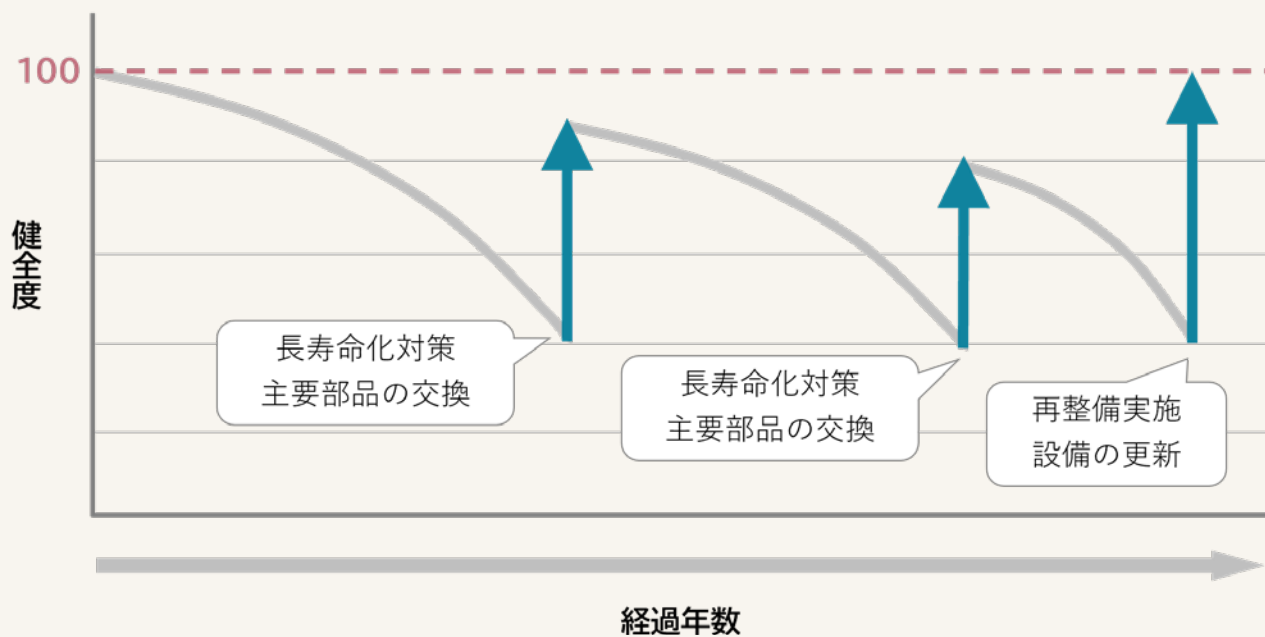 100
健全度
長寿命化対策
主要部品の交換
長寿命化対策
主要部品の交換
再整備実施
設備の更新
経過年数